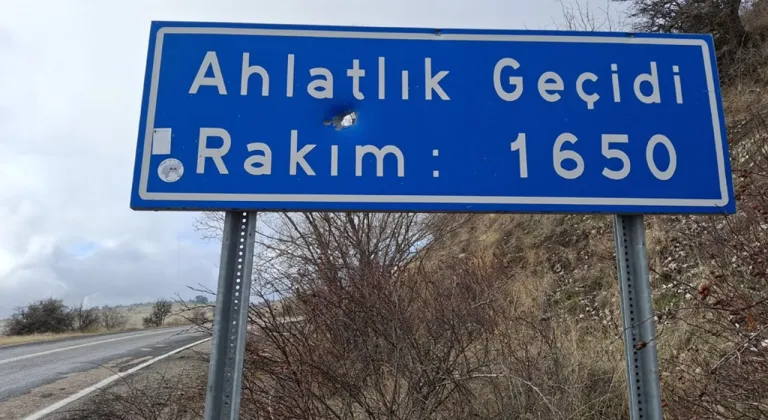 Ahlatlık Geçidi
Rakım : 1650